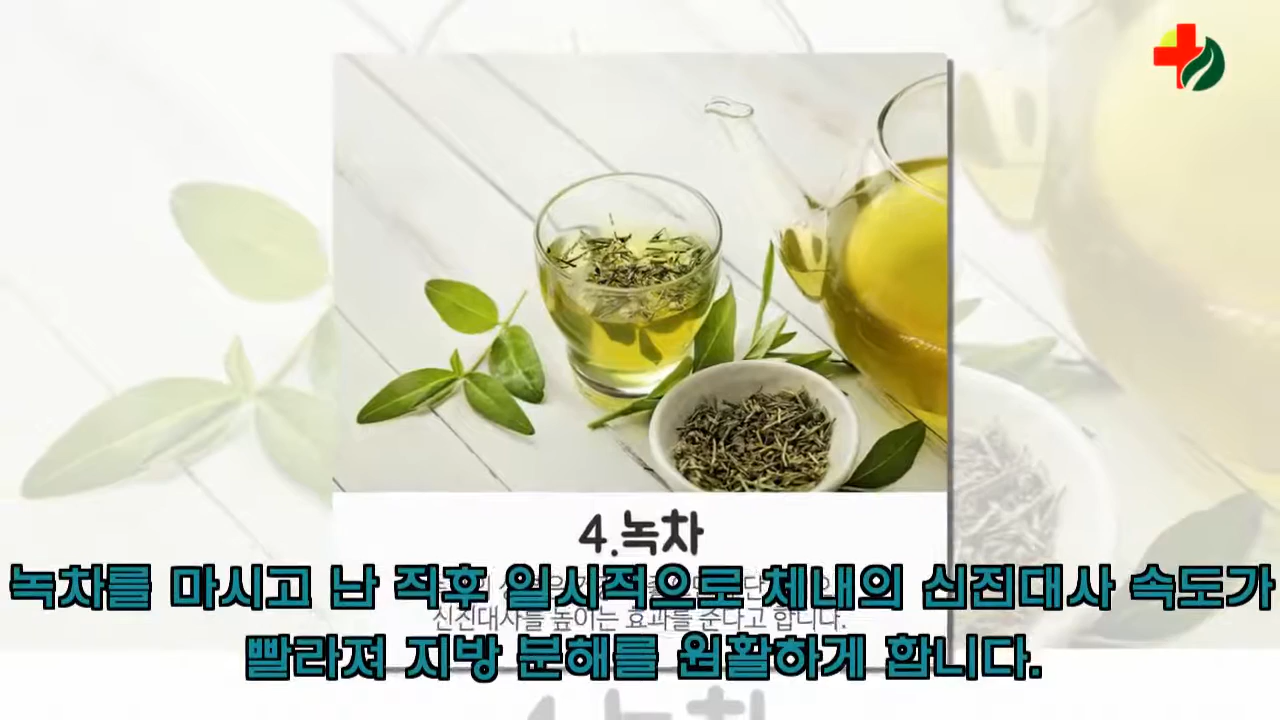 4.녹차
녹차를 마시고 난 직후 일시적으로 체내의 신진대사 속도가
신진대사를 높이는 효과를 준다고 합니다.
빨라져 지방 분해를 원활하게 합니다.